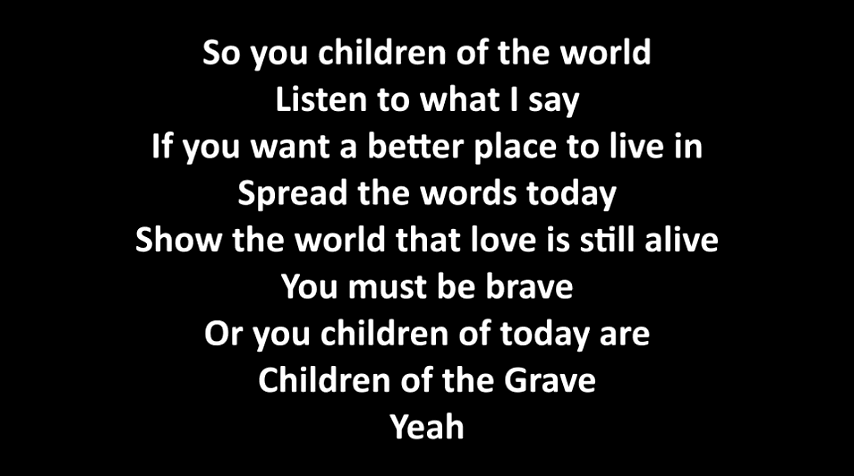 So you children of the world
Listen to what I say
If you want a better place to live in
Spread the words today
Show the world that love is still alive
You must be brave
Or you children of today are
Children of the Grave
Yeah